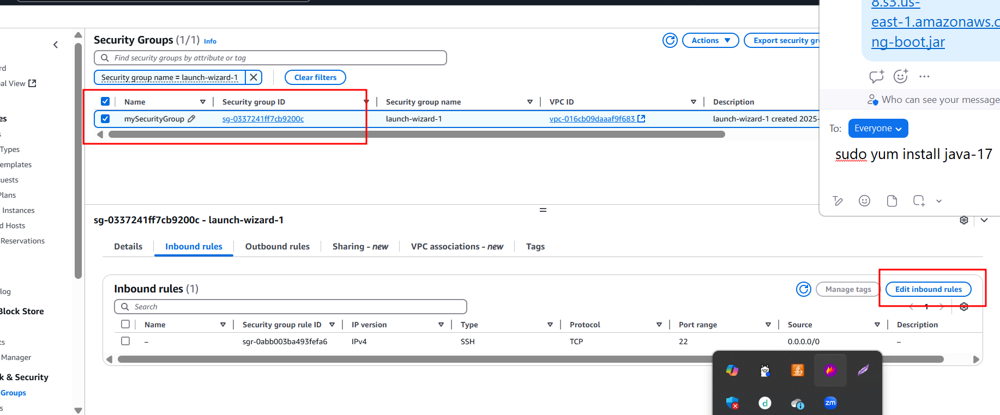 8.s3.us-
east-1.amazonaws.c
ng-boot.jar
Who can see your message
To: Everyone
sudo yum install java-17
rd
al View
es
s
Types
emplates
uests
Plans
Instances
d Hosts
Reservations
log
Block Store
ts
Manager
k & Security
Groups
s
Security Groups (1/1) Info
Actions
Export security gr
Find security groups by attribute or tag
Security group name = launch-wizard-1
Clear filters
Name Security group ID Security group name VPC ID Description
mySecurityGroup sg-0337241ff7cb9200c launch-wizard-1 vpc-016cb09daaaf9f683 launch-wizard-1 created 2025-
sg-0337241ff7cb9200c - launch-wizard-1
Details Inbound rules Outbound rules Sharing - new VPC associations - new Tags
Inbound rules (1)
Manage tags Edit inbound rules
Search
1
Name Security group rule ID IP version Type Protocol Port range Source Description
– sgr-0abb003ba493fefa6 IPv4 SSH TCP 22 0.0.0.0/0 –
d
zm